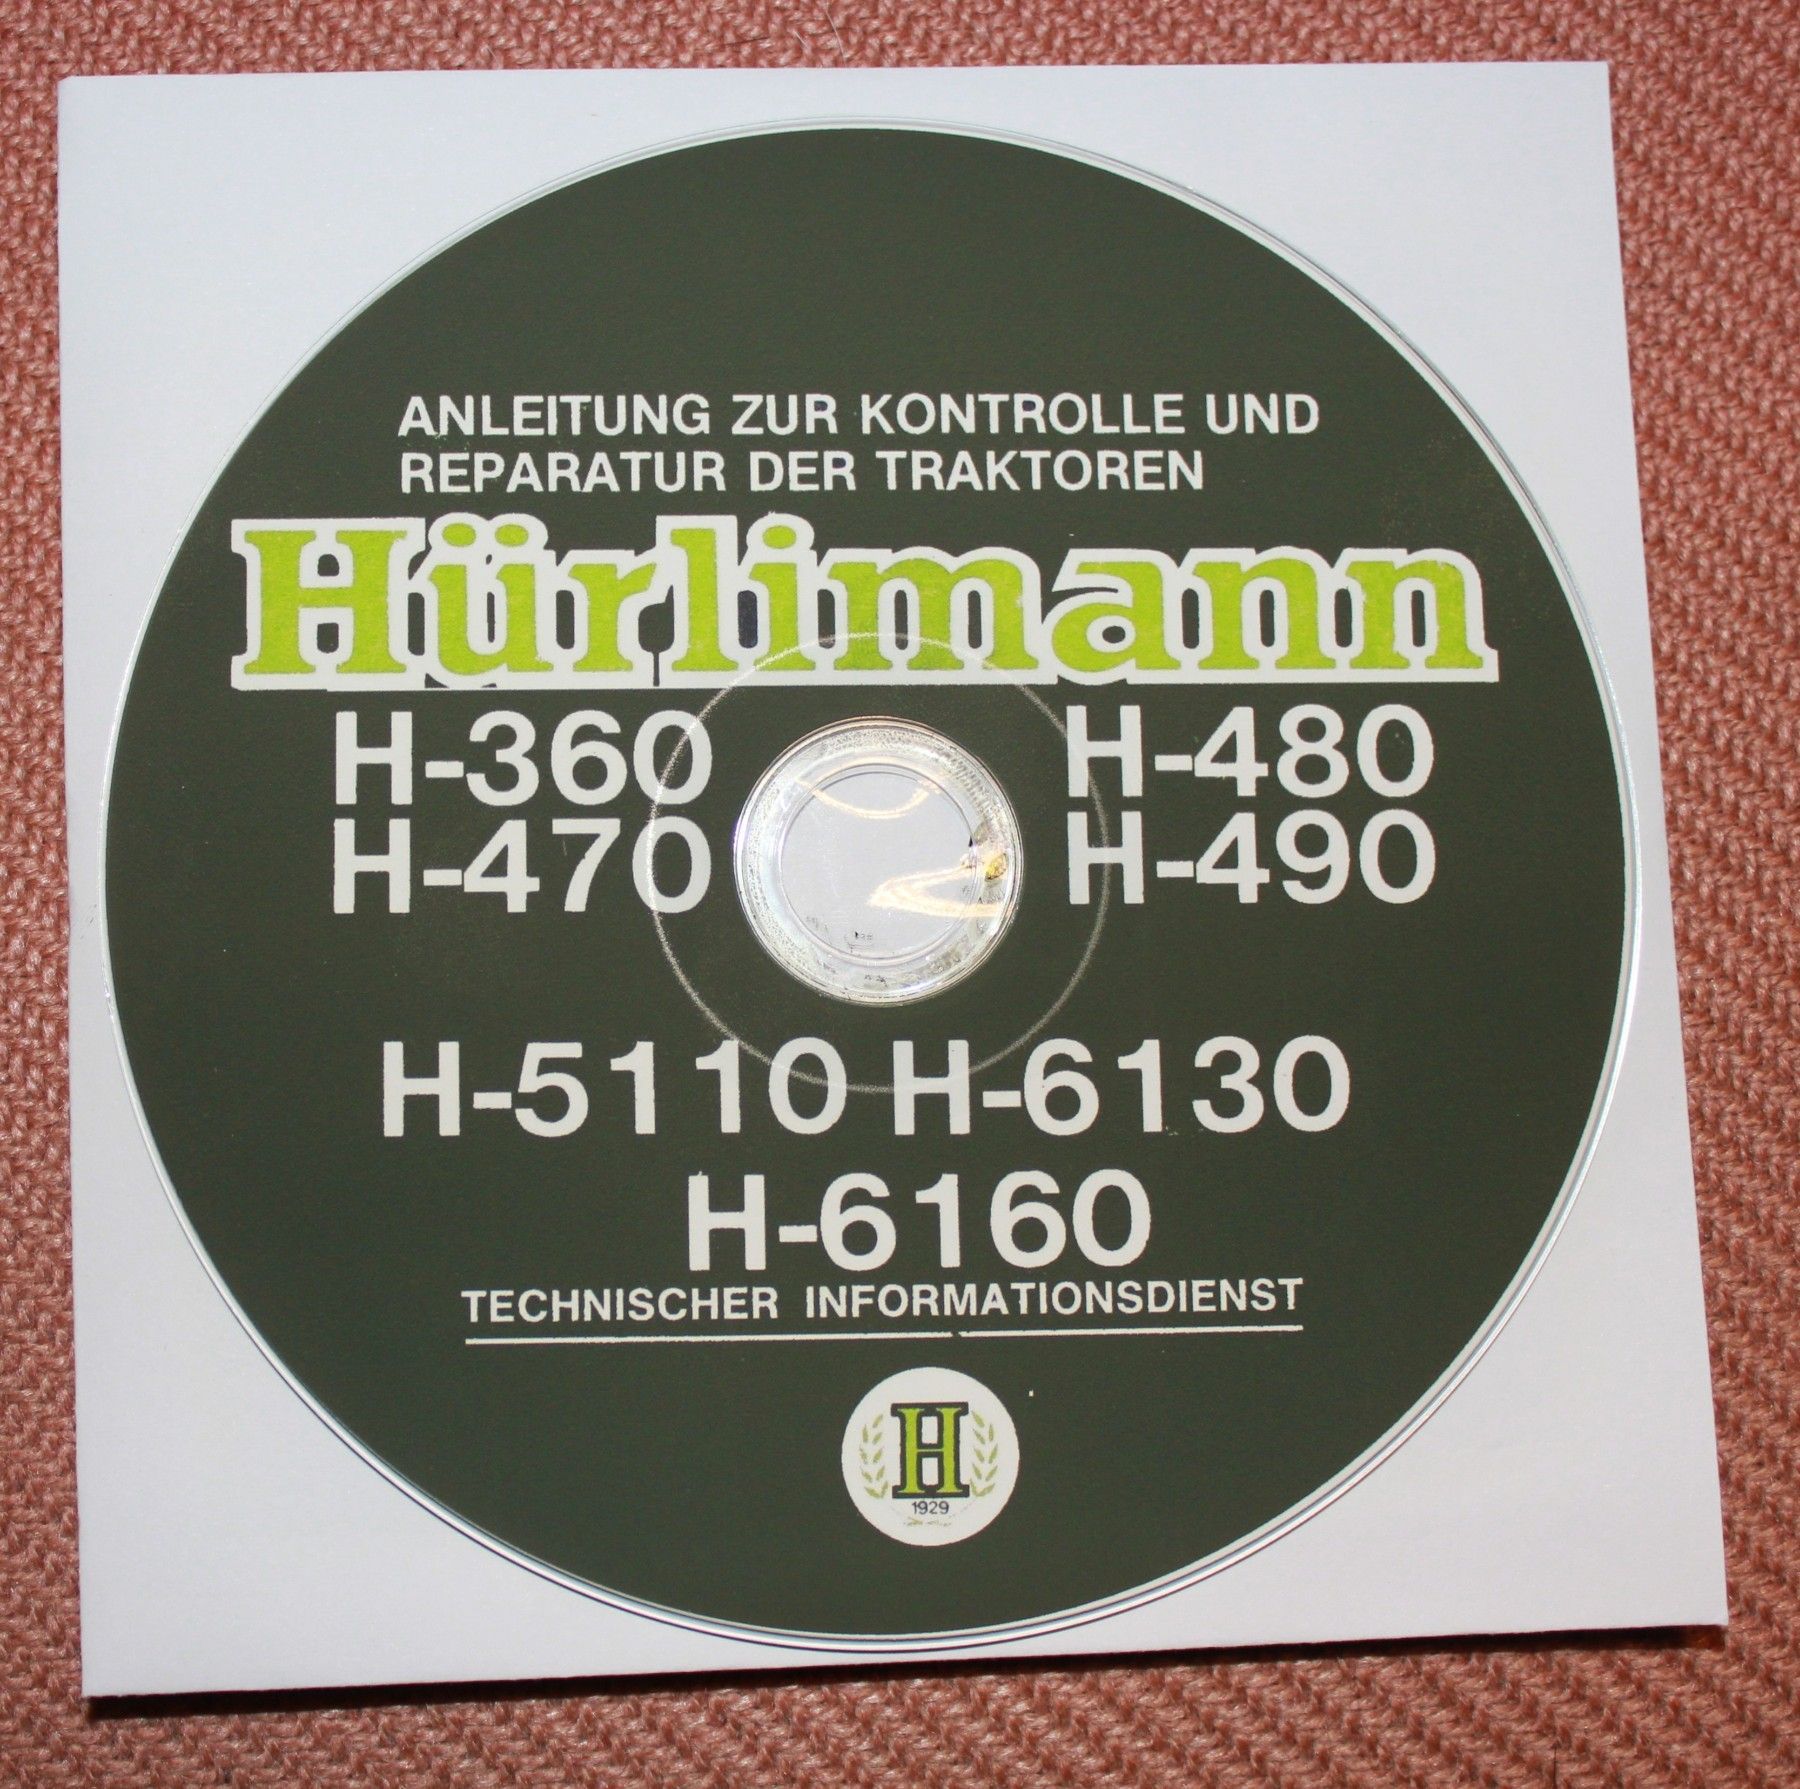 ANLEITUNG ZUR KONTROLLE UND
REPARATUR DER TRAKTOREN
Hürlimann
H-360 H-480
H-470 H-490
H-5110 H-6130
H-6160
TECHNISCHER INFORMATIONSDIENST
H
1929